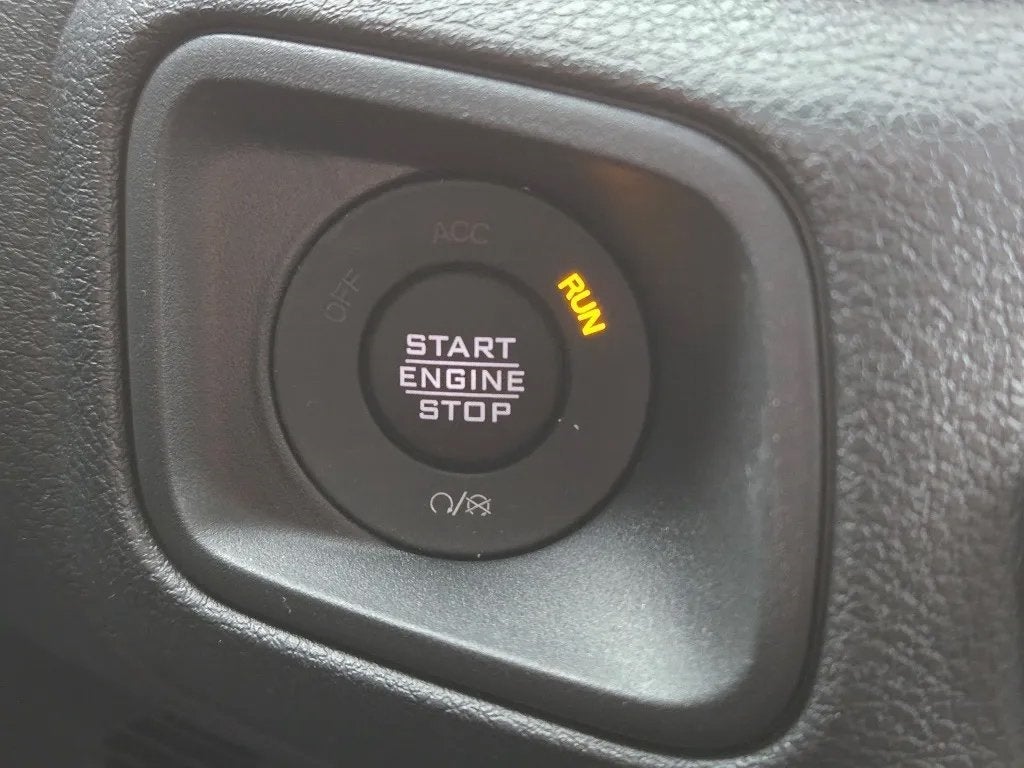 ACC
OFF
RUN
START
ENGINE
STOP